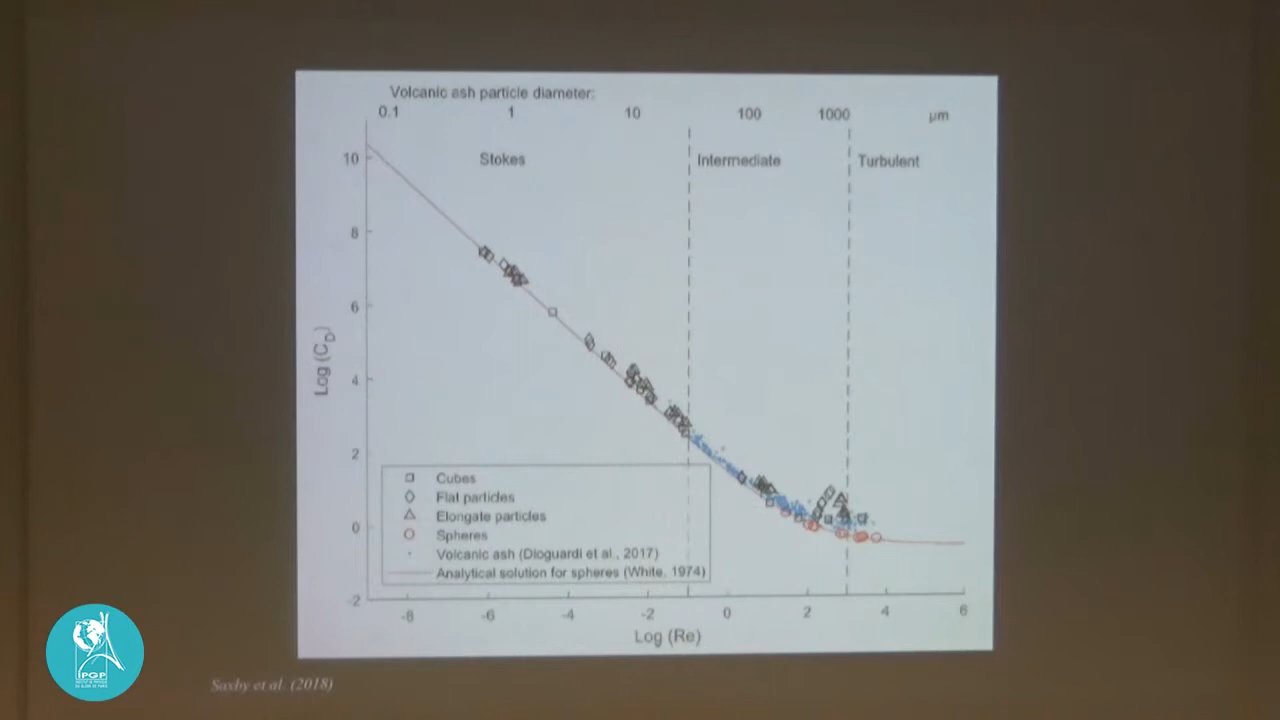 Volcanic ash particle diameter:
0.1 1 10 100 1000 µm
Stokes Intermediate Turbulent
10
8
6
4
2
0
-2
Log (C_D)
Cubes
Flat particles
Elongate particles
Spheres
Volcanic ash (Dioguardi et al., 2017)
Analytical solution for spheres (White, 1974)
-8 -6 -4 -2 0 2 4 6
Log (Re)
IPGP
Saxby et al. (2018)